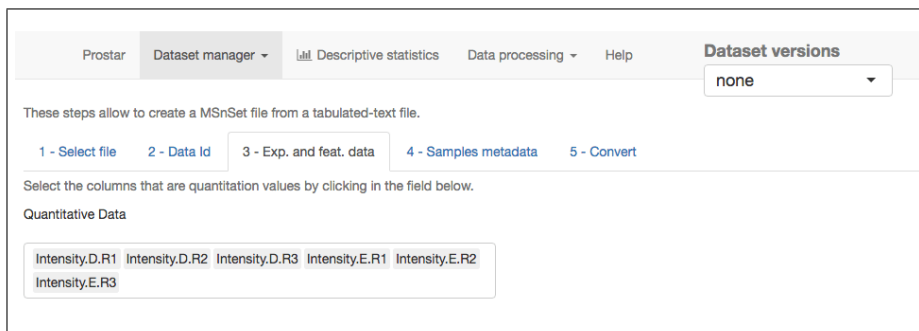 Prostar Dataset manager Descriptive statistics Data processing Help Dataset versions
none
These steps allow to create a MSnSet file from a tabulated-text file.
1 - Select file 2 - Data Id 3 - Exp. and feat. data 4 - Samples metadata 5 - Convert
Select the columns that are quantitation values by clicking in the field below.
Quantitative Data
Intensity.D.R1 Intensity.D.R2 Intensity.D.R3 Intensity.E.R1 Intensity.E.R2
Intensity.E.R3